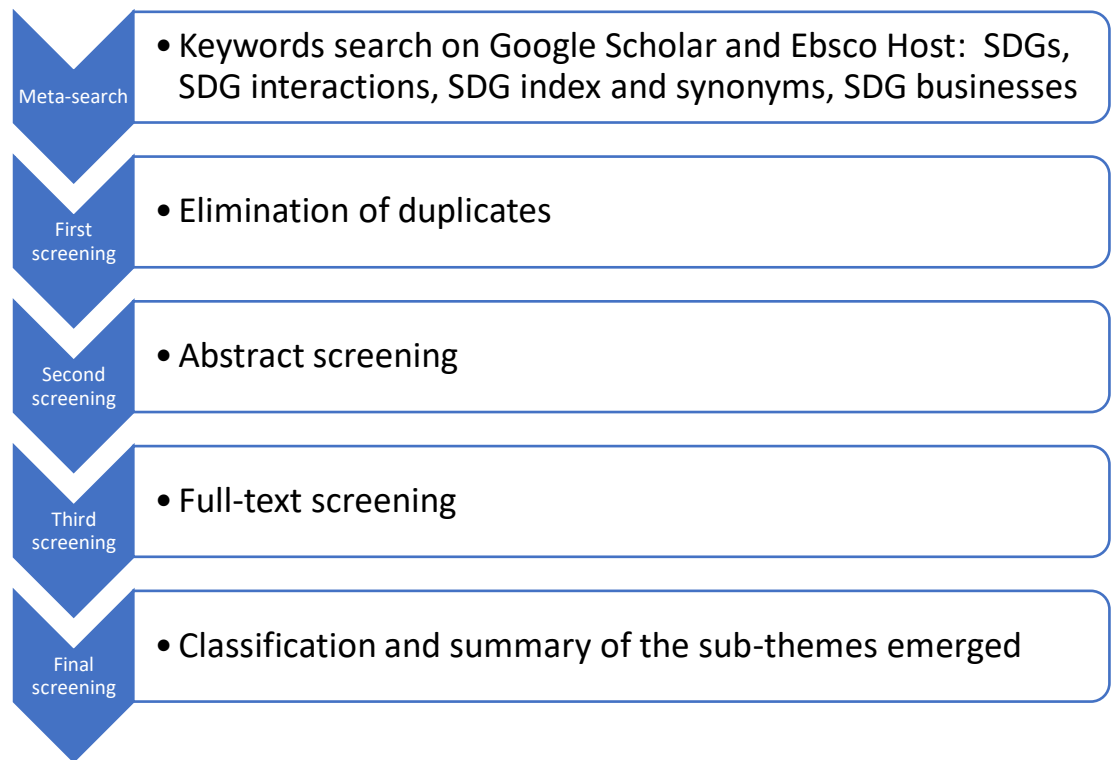 Meta-search
• Keywords search on Google Scholar and Ebsco Host:  SDGs,
SDG interactions, SDG index and synonyms, SDG businesses
First
screening
• Elimination of duplicates
Second
screening
• Abstract screening
Third
screening
• Full-text screening
Final
screening
• Classification and summary of the sub-themes emerged